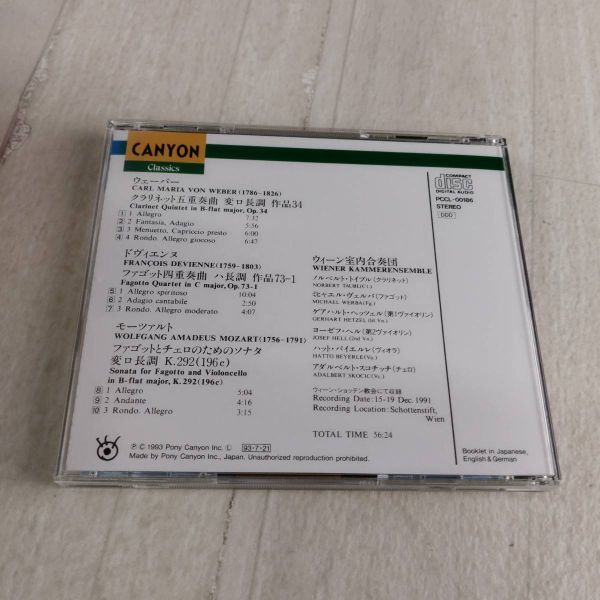 CANYON
Classics
COMPACT
disc
DIGITAL AUDIO
PCCL-00186
STEREO
DDD
ウェーバー
CARL MARIA VON WEBER (1786-1826)
クラリネット五重奏曲 変ロ長調 作品34
Clarinet Quintet in B-flat major, Op.34
1 1 Allegro 7:32
2 2 Fantasia, Adagio 5:56
3 3 Menuetto, Capriccio presto 6:00
4 4 Rondo. Allegro giocoso 6:47
ドヴィエンヌ
FRANÇOIS DEVIENNE (1759-1803)
ファゴット四重奏曲 ハ長調 作品73-1
Fagotto Quartet in C major, Op.73-1
5 1 Allegro spiritoso 10:04
6 2 Adagio cantabile 2:50
7 3 Rondo. Allegro moderato 4:07
モーツァルト
WOLFGANG AMADEUS MOZART (1756-1791)
ファゴットとチェロのためのソナタ
変ロ長調 K.292 (196c)
Sonata for Fagotto and Violoncello
in B-flat major, K.292 (196c)
8 1 Allegro 5:04
9 2 Andante 4:16
10 3 Rondo. Allegro 3:15
ウィーン室内合奏団
WIENER KAMMERENSEMBLE
ノルベルト・トイブル (クラリネット)
NORBERT TÄUBL (Cl.)
ミヒャエル・ヴェルバ (ファゴット)
MICHAEL WERBA (Fg.)
ゲアハルト・ヘッツェル (第1ヴァイオリン)
GERHART HETZEL (1st Vn.)
ヨーゼフ・ヘル (第2ヴァイオリン)
JOSEF HELL (2nd Vn.)
ハット・バイエルレ (ヴィオラ)
HATTO BEYERLE (Va.)
アダルベルト・スコチッチ (チェロ)
ADALBERT SKOCIC (Vc.)
ウィーン・ショッテン教会にて収録
Recording Date: 15-19 Dec. 1991
Recording Location: Schottenstift,
Wien
TOTAL TIME 56:24
℗ © 1993 Pony Canyon Inc. Ⓛ 93・7・21
Made by Pony Canyon Inc., Japan. Unauthorized reproduction prohibited.
Booklet in Japanese,
English & German